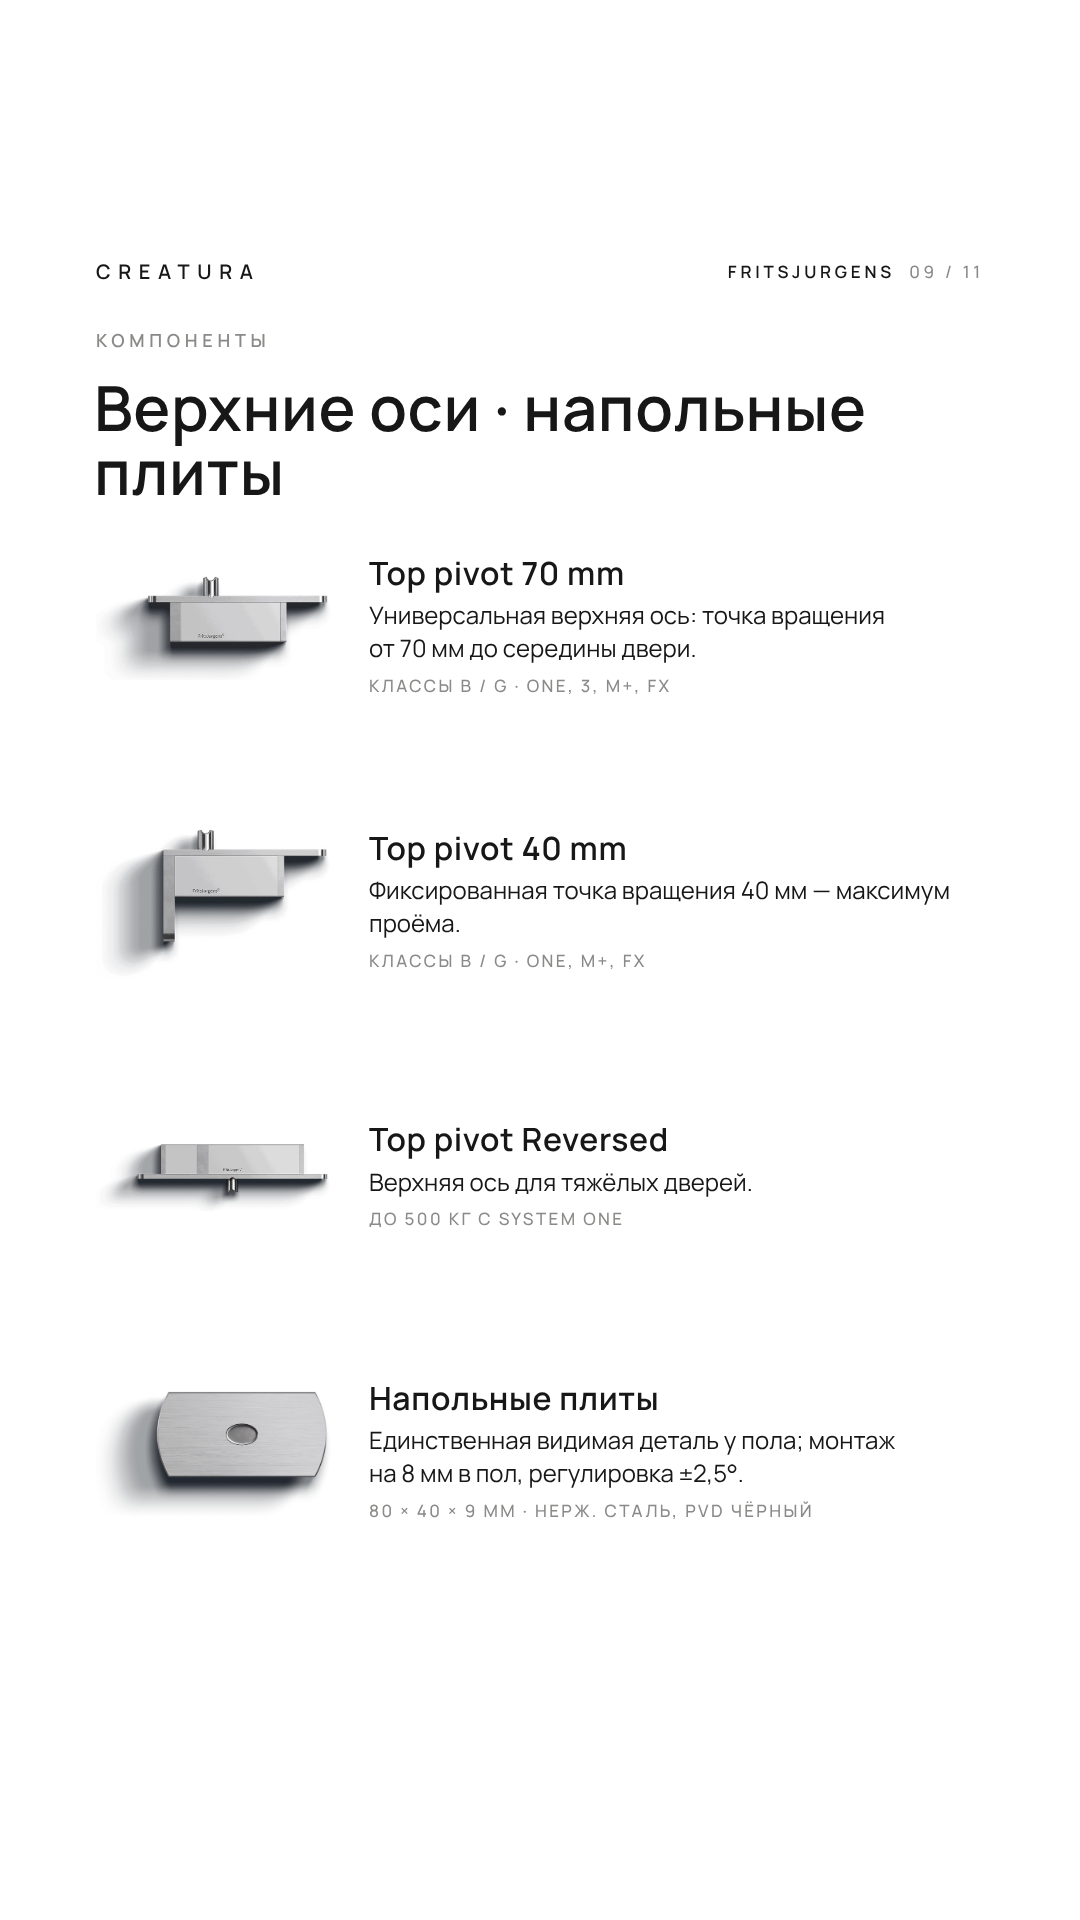 CREATURA
FRITSJURGENS 09 / 11
КОМПОНЕНТЫ
Верхние оси · напольные
плиты
Top pivot 70 mm
Универсальная верхняя ось: точка вращения
от 70 мм до середины двери.
КЛАССЫ B / G · ONE, 3, M+, FX
FritsJurgens®
Top pivot 40 mm
Фиксированная точка вращения 40 мм — максимум
проёма.
КЛАССЫ B / G · ONE, M+, FX
FritsJurgens®
Top pivot Reversed
Верхняя ось для тяжёлых дверей.
ДО 500 КГ С SYSTEM ONE
Напольные плиты
Единственная видимая деталь у пола; монтаж
на 8 мм в пол, регулировка ±2,5°.
80 × 40 × 9 ММ · НЕРЖ. СТАЛЬ, PVD ЧЁРНЫЙ